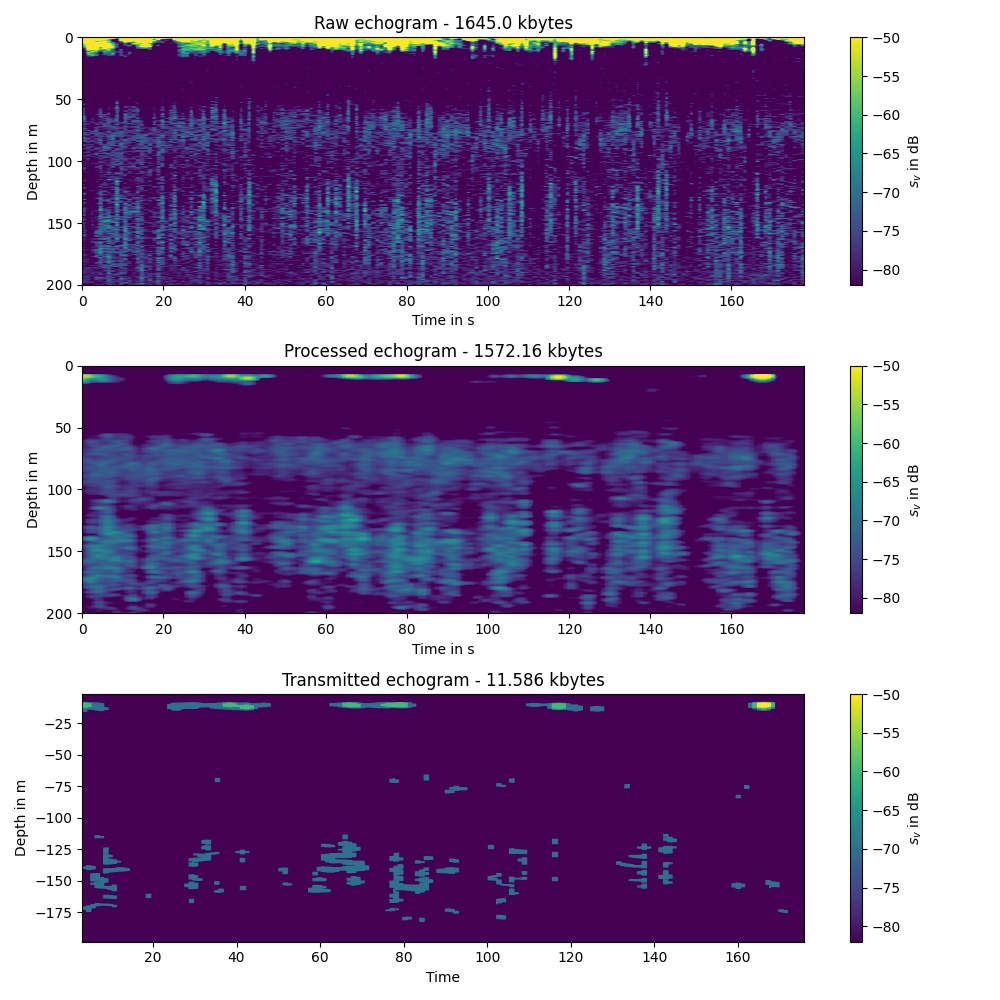 Raw echogram - 1645.0 kbytes
0
50
100
150
200
Depth in m
0 20 40 60 80 100 120 140 160
Time in s
−50
−55
−60
−65
−70
−75
−80
sv in dB
Processed echogram - 1572.16 kbytes
0
50
100
150
200
Depth in m
0 20 40 60 80 100 120 140 160
Time in s
−50
−55
−60
−65
−70
−75
−80
sv in dB
Transmitted echogram - 11.586 kbytes
−25
−50
−75
−100
−125
−150
−175
Depth in m
20 40 60 80 100 120 140 160
Time
−50
−55
−60
−65
−70
−75
−80
sv in dB